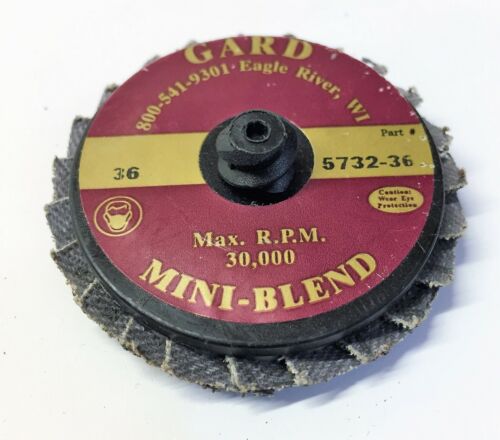 GARD
800-541-9301·Eagle River, WI
Part #
36
5732-36
Caution:
Wear Eye
Protection
Max. R.P.M.
30,000
MINI-BLEND